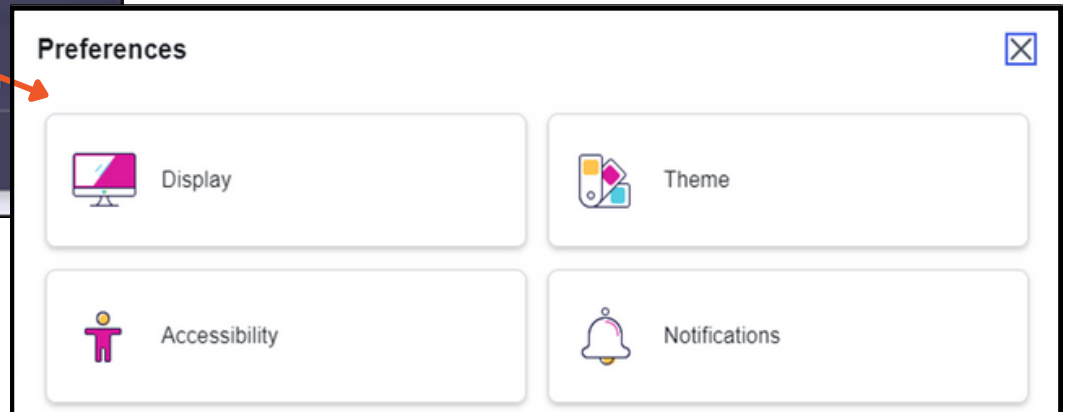 Preferences
Display
Theme
Accessibility
Notifications